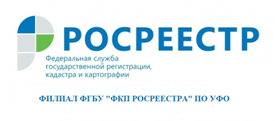 РОСРЕЕСТР
Федеральная служба
государственной регистрации,
кадастра и картографии
ФИЛИАЛ ФГБУ "ФКП РОСРЕЕСТРА" ПО УФО